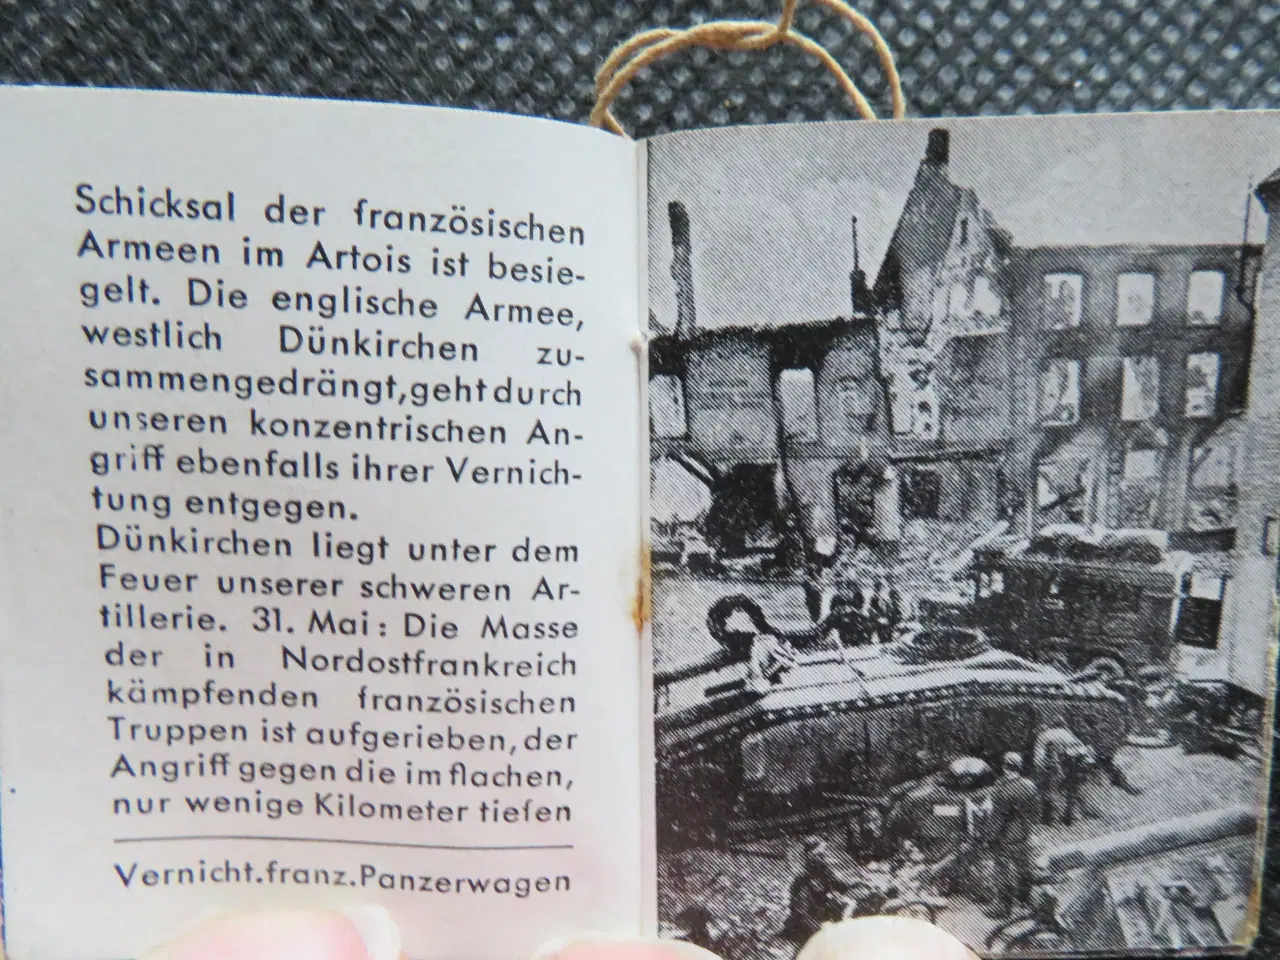 Schicksal der französischen
Armeen im Artois ist besie-
gelt. Die englische Armee,
westlich Dünkirchen zu-
sammengedrängt, geht durch
unseren konzentrischen An-
griff ebenfalls ihrer Vernich-
tung entgegen.
Dünkirchen liegt unter dem
Feuer unserer schweren Ar-
tillerie. 31. Mai: Die Masse
der in Nordostfrankreich
kämpfenden französischen
Truppen ist aufgerieben, der
Angriff gegen die im flachen,
nur wenige Kilometer tiefen
Vernicht.franz.Panzerwagen